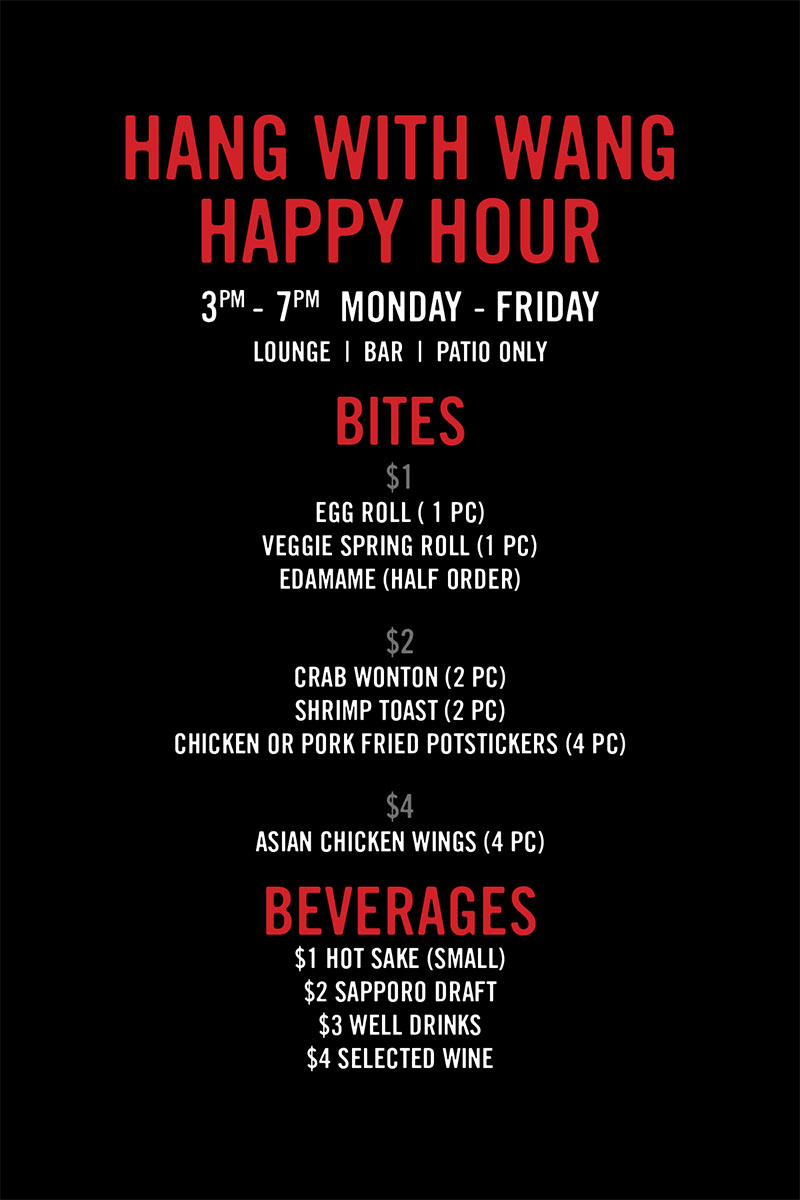 HANG WITH WANG
HAPPY HOUR
3PM - 7PM MONDAY - FRIDAY
LOUNGE | BAR | PATIO ONLY
BITES
$1
EGG ROLL ( 1 PC)
VEGGIE SPRING ROLL (1 PC)
EDAMAME (HALF ORDER)
$2
CRAB WONTON (2 PC)
SHRIMP TOAST (2 PC)
CHICKEN OR PORK FRIED POTSTICKERS (4 PC)
$4
ASIAN CHICKEN WINGS (4 PC)
BEVERAGES
$1 HOT SAKE (SMALL)
$2 SAPPORO DRAFT
$3 WELL DRINKS
$4 SELECTED WINE